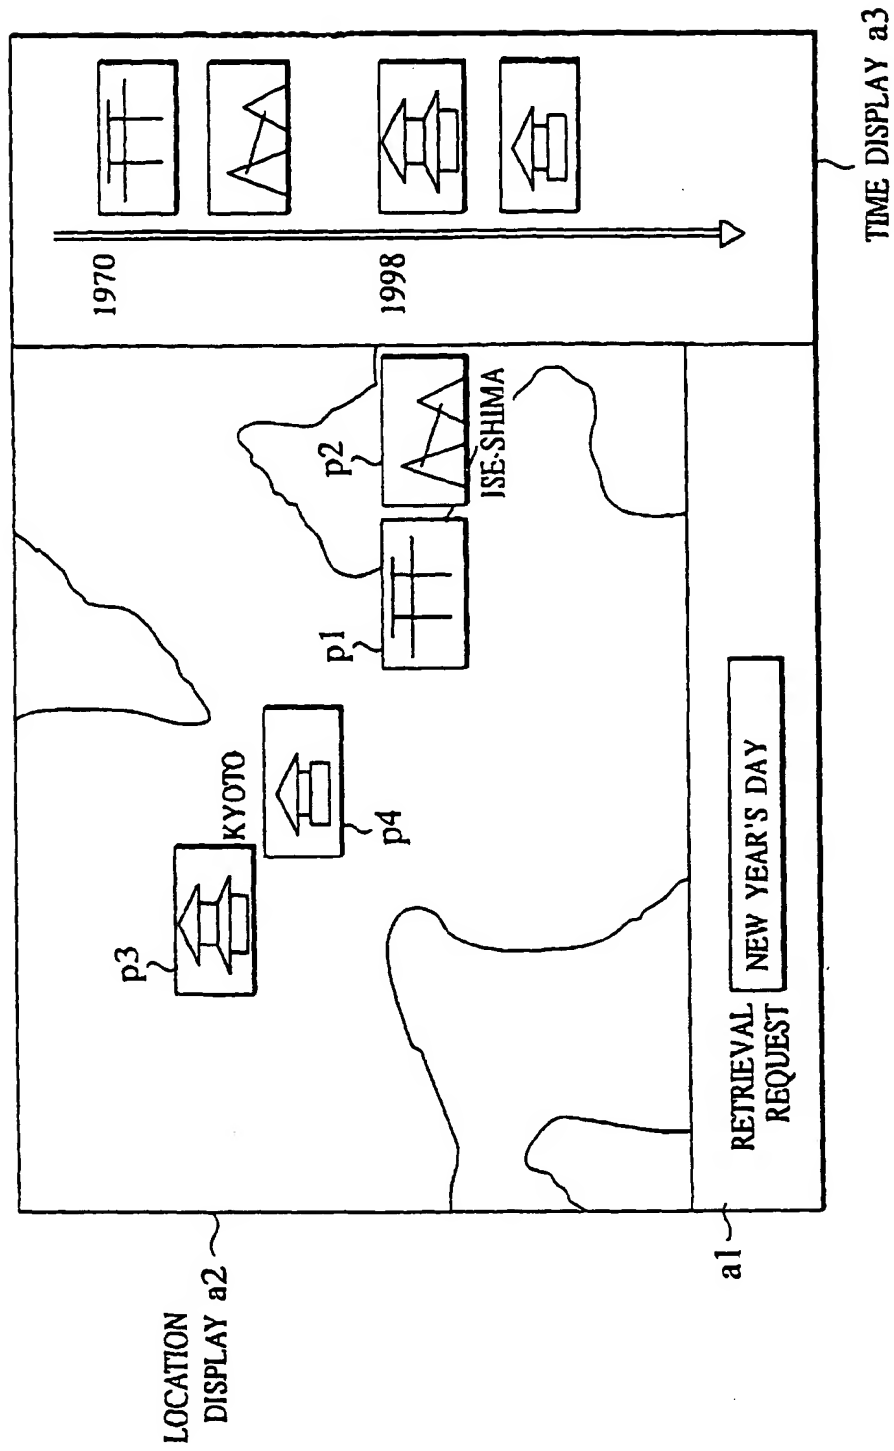 LOCATION
DISPLAY a2
p3
KYOTO
p4
p1
p2
ISE-SHIMA
1970
1998
a1
RETRIEVAL
REQUEST
NEW YEAR'S DAY
TIME DISPLAY a3